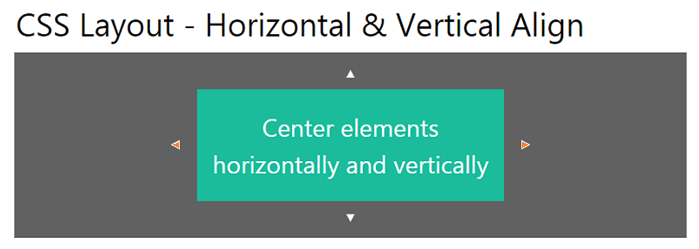 CSS Layout - Horizontal & Vertical Align
Center elements
horizontally and vertically